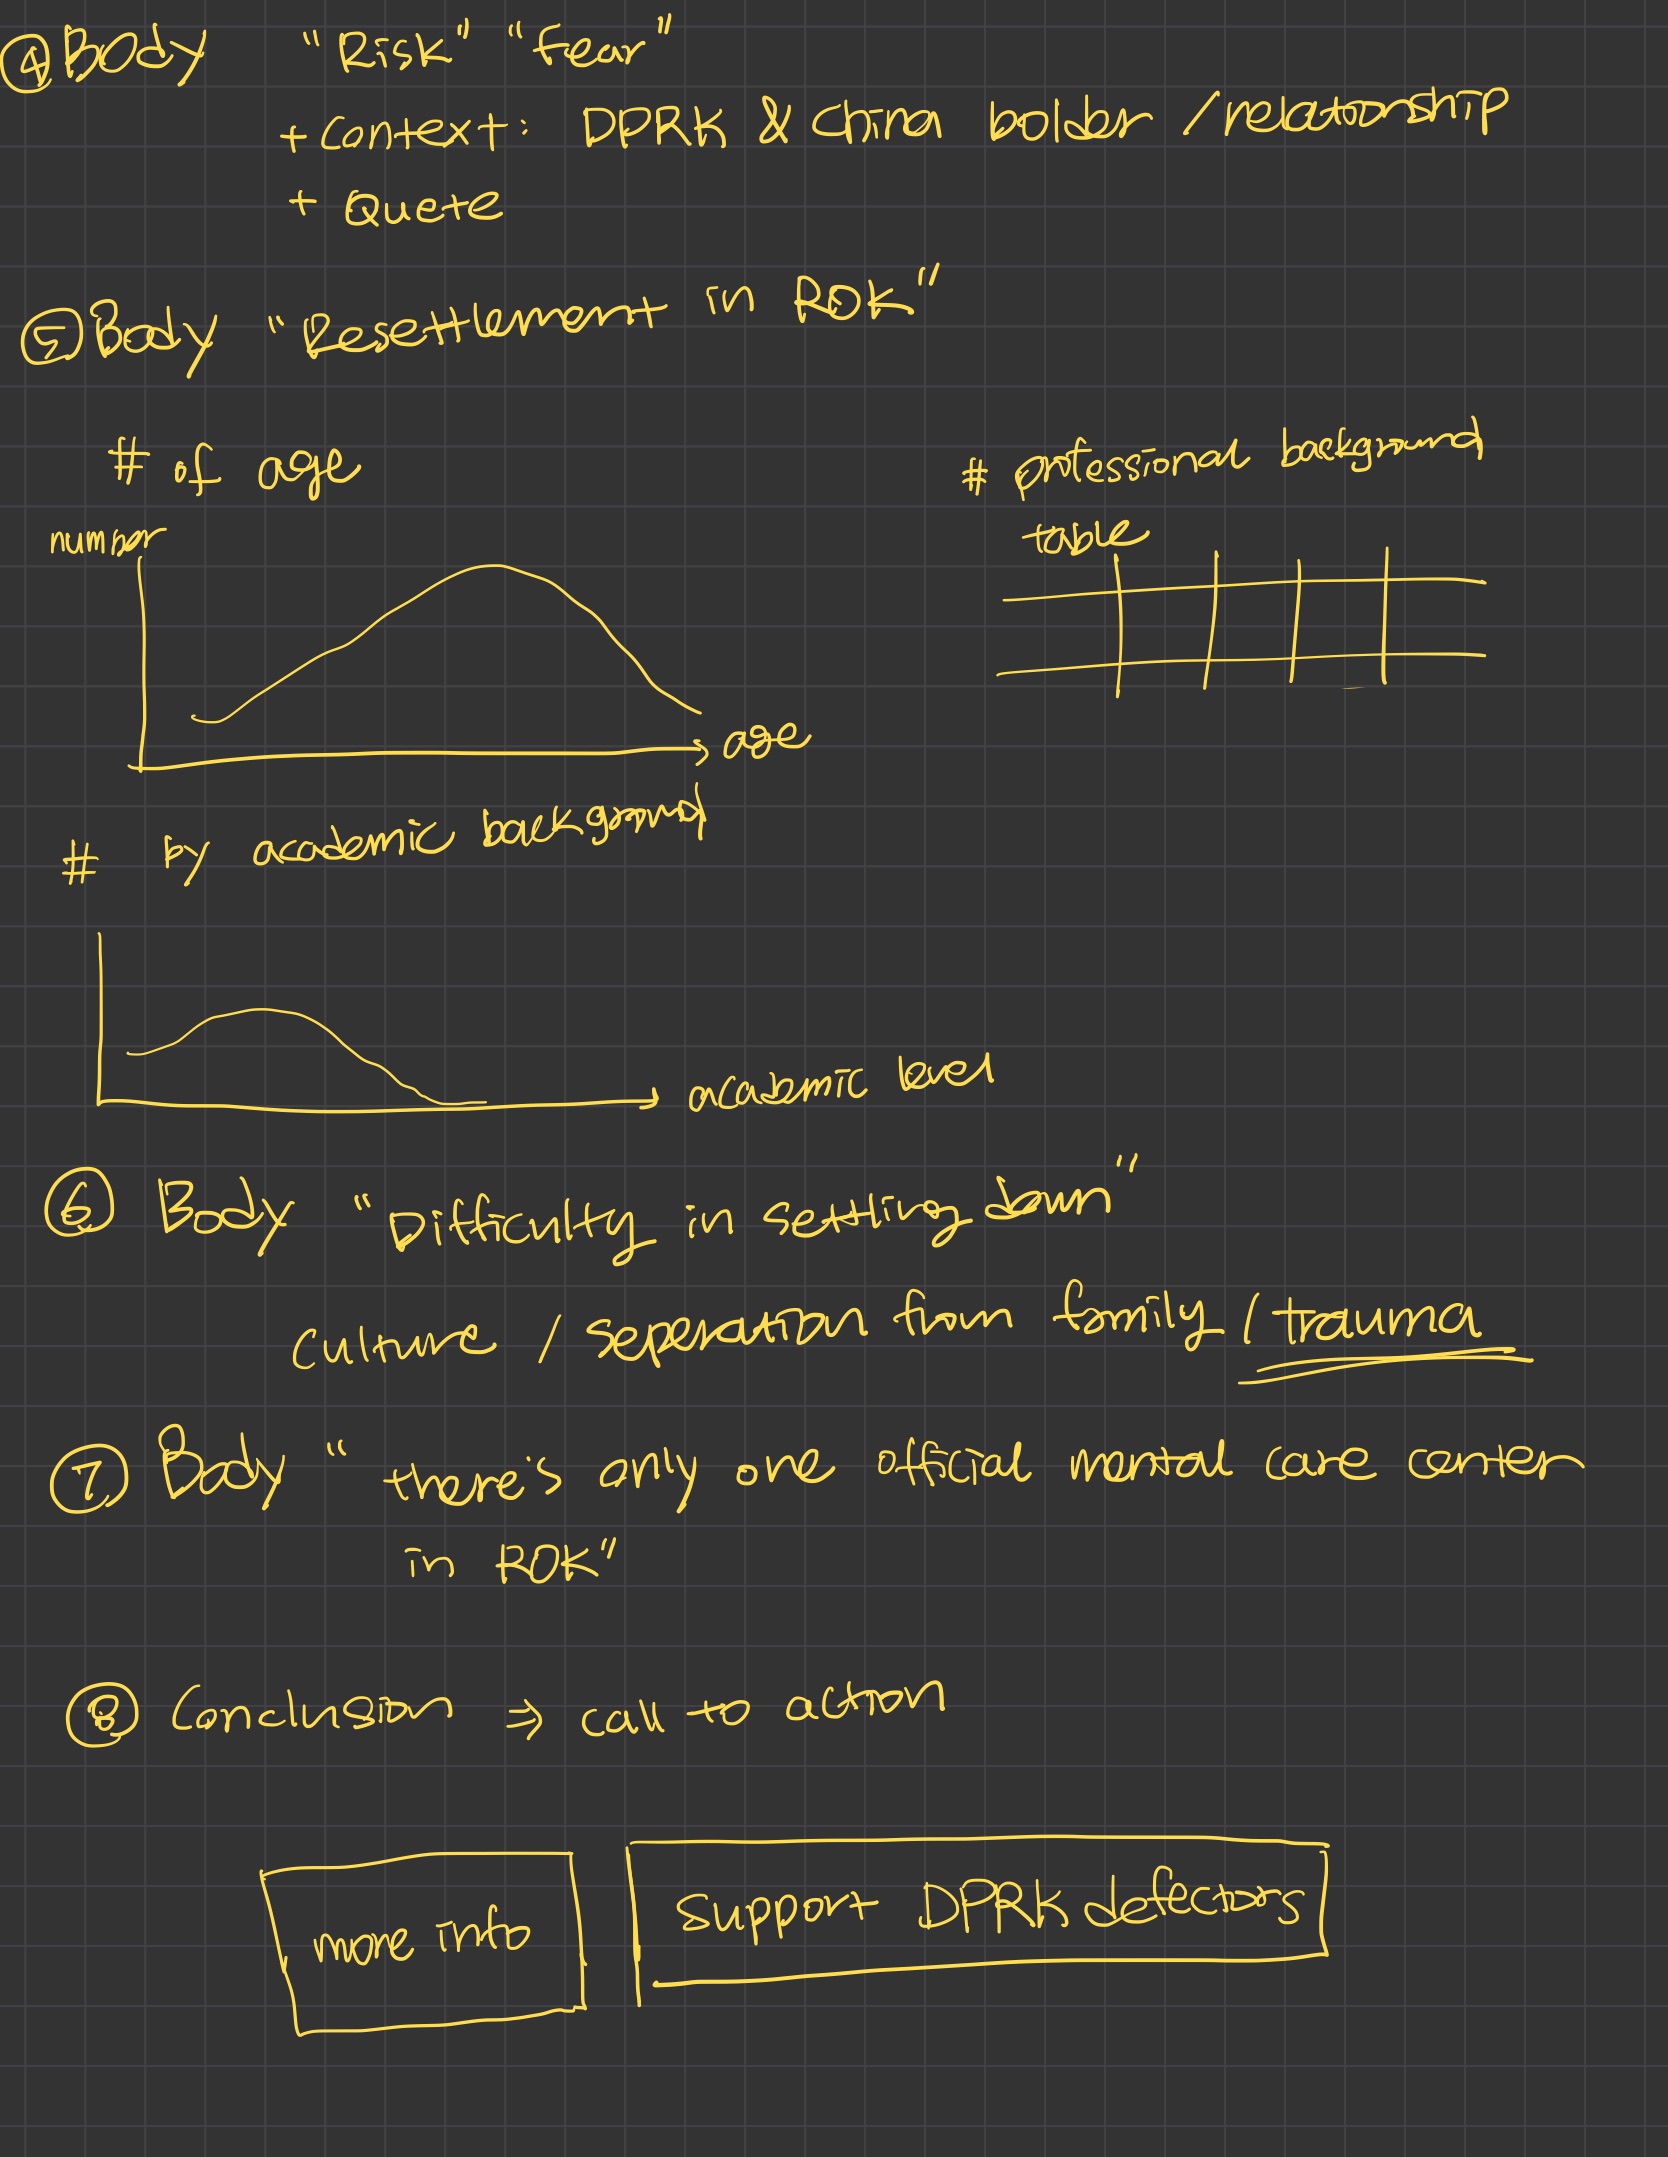 ④ Body "Risk" "fear"
+ Context: DPRK & China bolder / relationship
+ Quete
⑤ Body "Resettlement in ROK"
# of age
# professional background
number
table
age
# by academic background
academic level
⑥ Body "Difficulty in settling down"
culture / seperation from family / trauma
⑦ Body "there's only one official mental care center
in ROK"
⑧ Conclusion ⇒ call to action
more info
support DPRK defectors